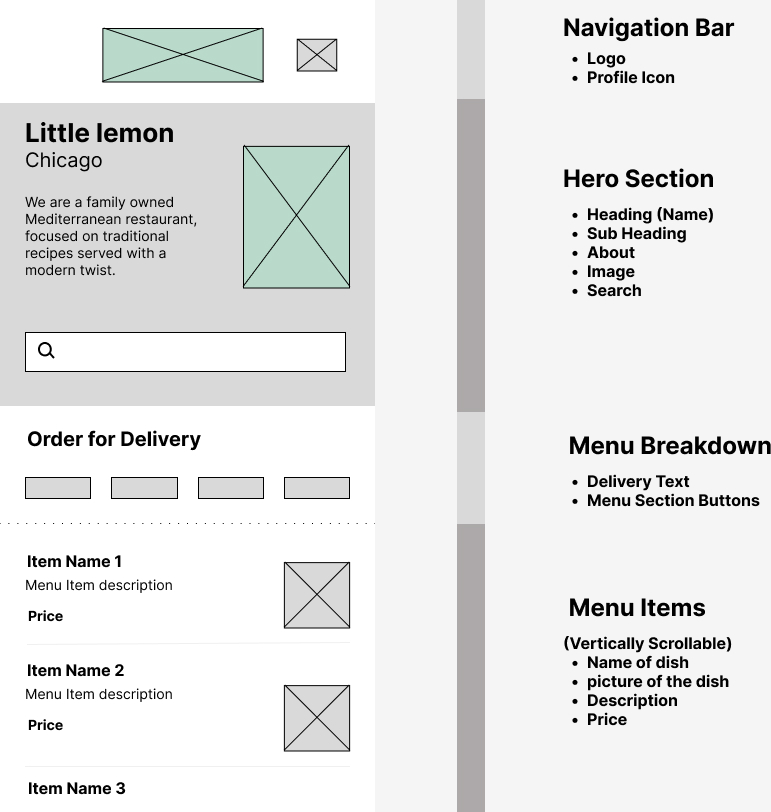 Little lemon
Chicago
We are a family owned
Mediterranean restaurant,
focused on traditional
recipes served with a
modern twist.
Order for Delivery
Item Name 1
Menu Item description
Price
Item Name 2
Menu Item description
Price
Item Name 3
Navigation Bar
• Logo
• Profile Icon
Hero Section
• Heading (Name)
• Sub Heading
• About
• Image
• Search
Menu Breakdown
• Delivery Text
• Menu Section Buttons
Menu Items
(Vertically Scrollable)
• Name of dish
• picture of the dish
• Description
• Price